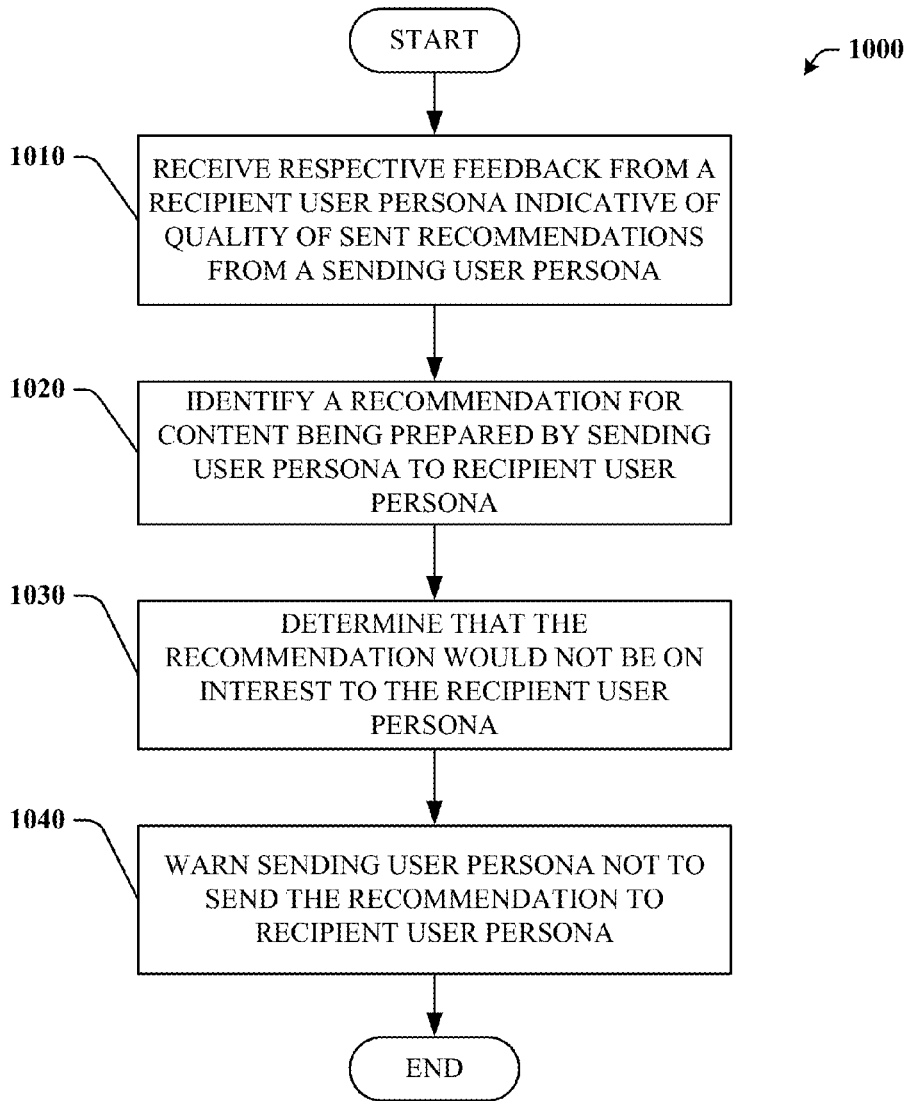 START
1000
1010
RECEIVE RESPECTIVE FEEDBACK FROM A
RECIPIENT USER PERSONA INDICATIVE OF
QUALITY OF SENT RECOMMENDATIONS
FROM A SENDING USER PERSONA
1020
IDENTIFY A RECOMMENDATION FOR
CONTENT BEING PREPARED BY SENDING
USER PERSONA TO RECIPIENT USER
PERSONA
1030
DETERMINE THAT THE
RECOMMENDATION WOULD NOT BE ON
INTEREST TO THE RECIPIENT USER
PERSONA
1040
WARN SENDING USER PERSONA NOT TO
SEND THE RECOMMENDATION TO
RECIPIENT USER PERSONA
END